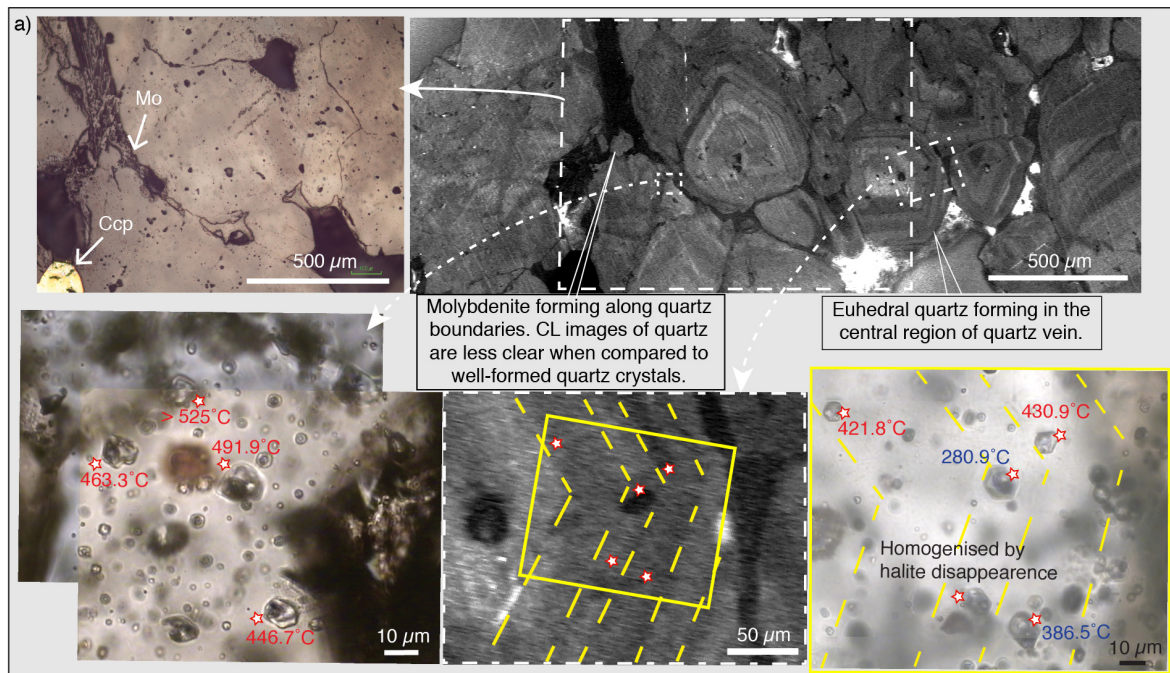 a)
Mo
Ccp
500 µm
500 µm
Molybdenite forming along quartz
boundaries. CL images of quartz
are less clear when compared to
well-formed quartz crystals.
Euhedral quartz forming in the
central region of quartz vein.
> 525˚C
491.9˚C
463.3˚C
446.7˚C
10 µm
50 µm
421.8˚C
430.9˚C
280.9˚C
Homogenised by
halite disappearence
386.5˚C
10 µm